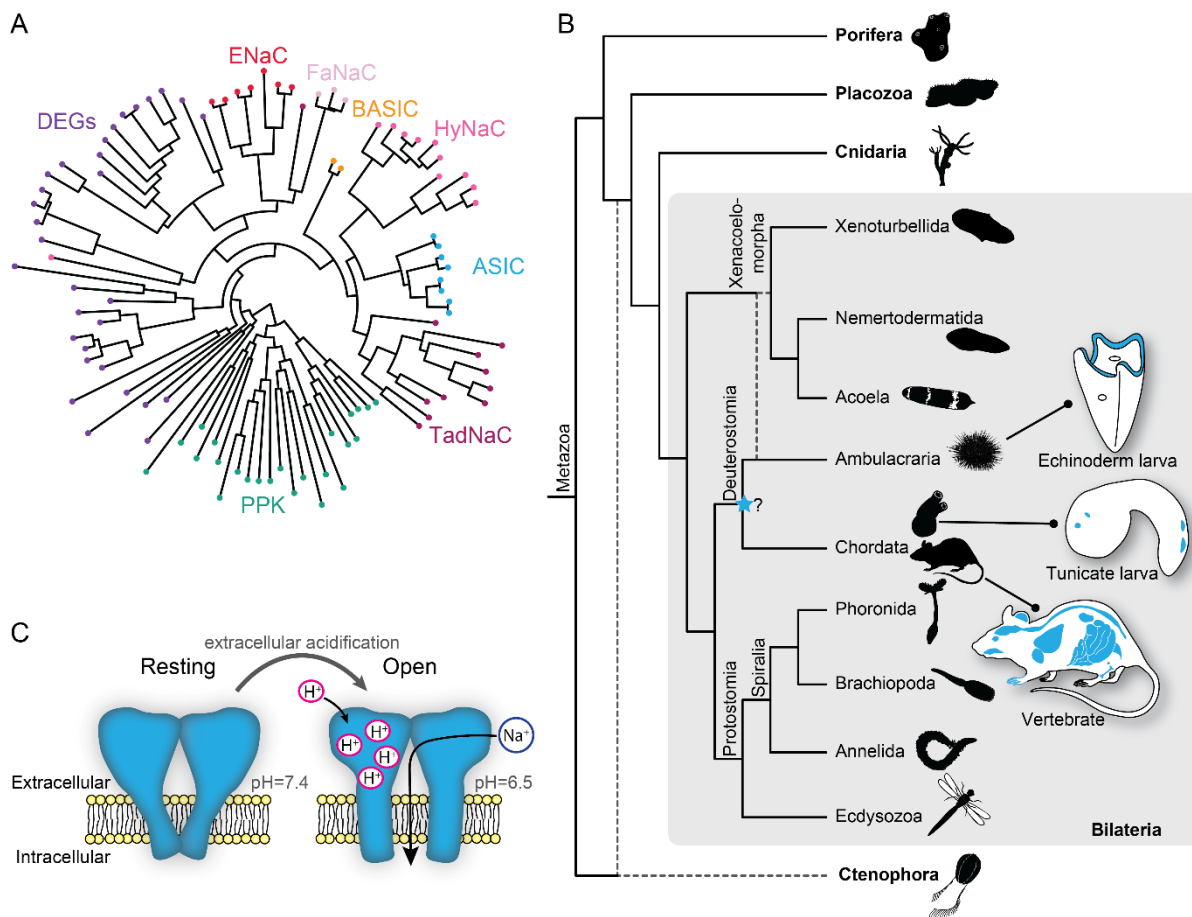 A
ENaC
FaNaC
BASIC
HyNaC
DEGs
ASIC
TadNaC
PPK
B
Porifera
Placozoa
Cnidaria
Xenacoelo-
morpha
Xenoturbellida
Nemertodermatida
Acoela
Deuterostomia
Ambulacraria
Echinoderm larva
Metazoa
?
Chordata
Tunicate larva
Phoronida
Protostomia
Spiralia
Brachiopoda
Vertebrate
Annelida
Ecdysozoa
Bilateria
Ctenophora
C
extracellular acidification
Resting
Open
H+
H+
H+
H+
H+
Na+
Extracellular
pH=7.4
pH=6.5
Intracellular